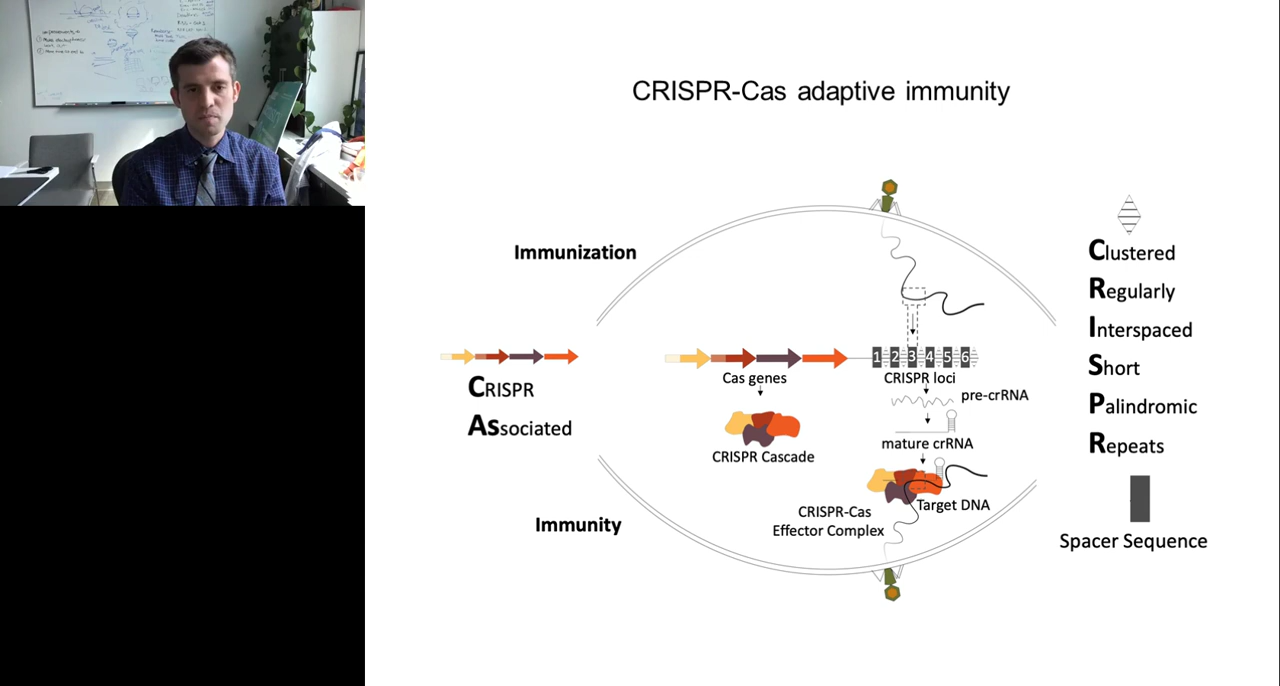 CRISPR-Cas adaptive immunity
Immunization
Clustered
Regularly
Interspaced
Short
Palindromic
Repeats
1 2 3 4 5 6
CRISPR
Associated
Cas genes
CRISPR loci
pre-crRNA
mature crRNA
CRISPR Cascade
Target DNA
CRISPR-Cas
Effector Complex
Immunity
Spacer Sequence